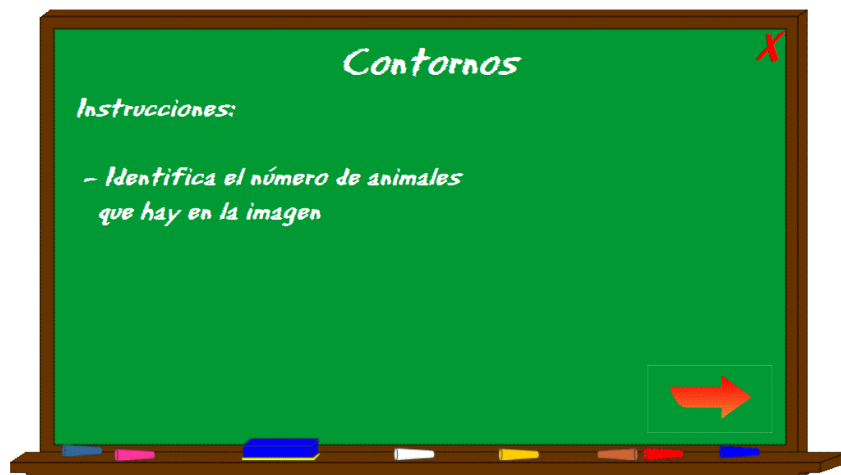 Contornos
X
Instrucciones:
- Identifica el número de animales
que hay en la imagen